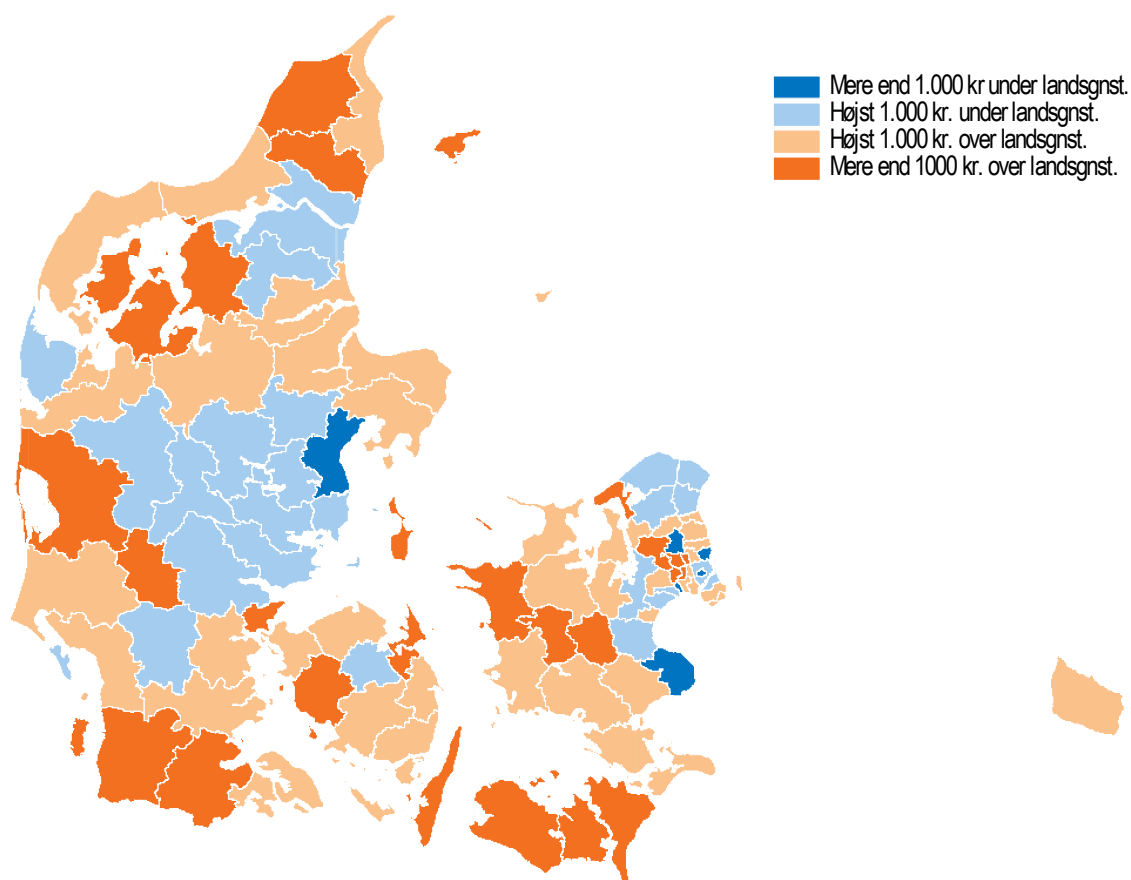 Mere end 1.000 kr under landsgnst.
Højst 1.000 kr. under landsgnst.
Højst 1.000 kr. over landsgnst.
Mere end 1000 kr. over landsgnst.